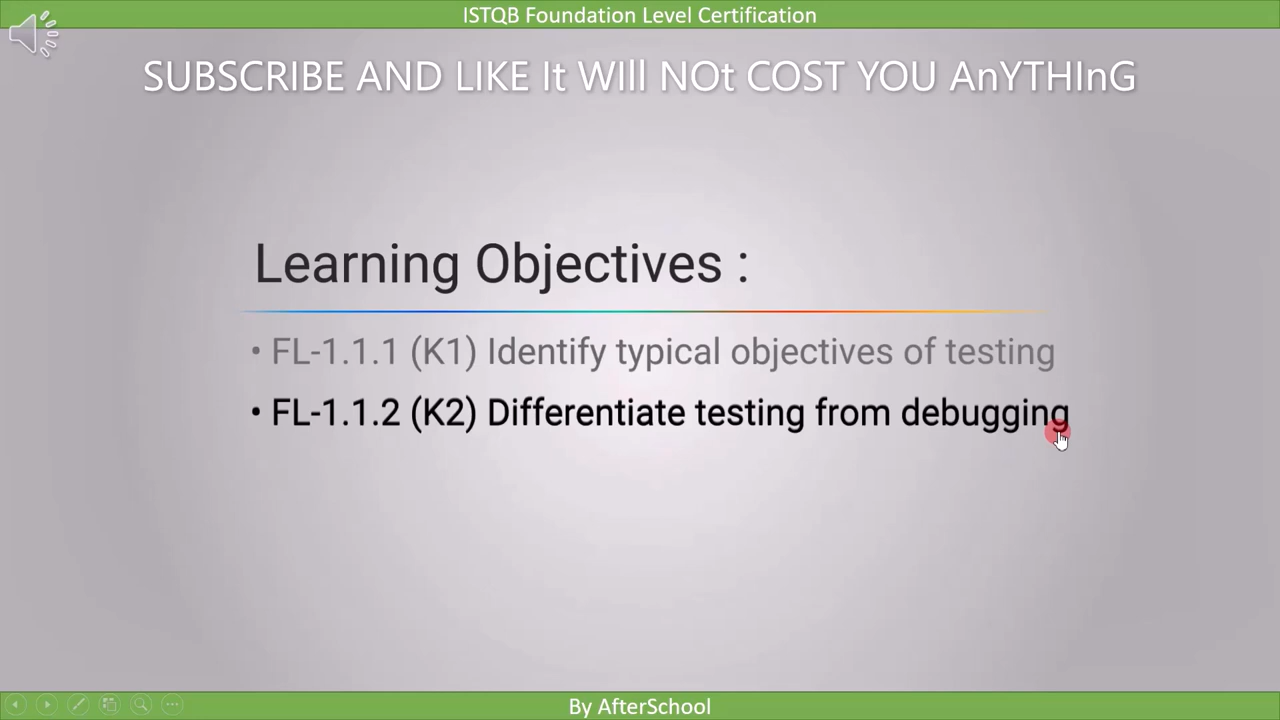 ISTQB Foundation Level Certification
SUBSCRIBE AND LIKE It WIll NOt COST YOU AnYTHInG
Learning Objectives :
• FL-1.1.1 (K1) Identify typical objectives of testing
• FL-1.1.2 (K2) Differentiate testing from debugging
By AfterSchool